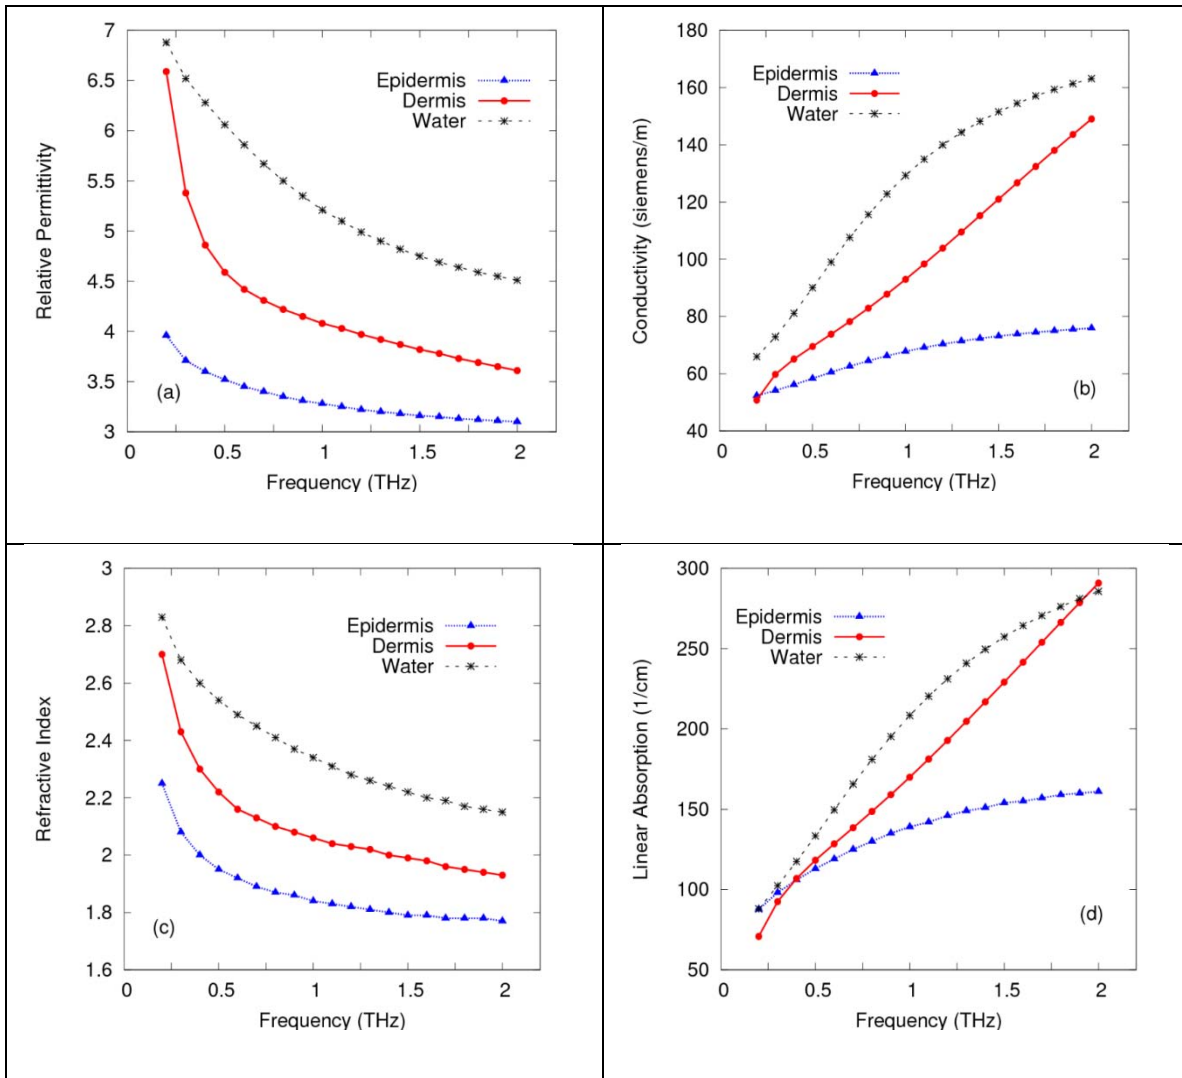 7
6.5
6
5.5
5
4.5
4
3.5
3
Relative Permittivity
Epidermis
Dermis
Water
(a)
0 0.5 1 1.5 2
Frequency (THz)
180
160
140
120
100
80
60
40
Conductivity (siemens/m)
Epidermis
Dermis
Water
(b)
0 0.5 1 1.5 2
Frequency (THz)
3
2.8
2.6
2.4
2.2
2
1.8
1.6
Refractive Index
Epidermis
Dermis
Water
(c)
0 0.5 1 1.5 2
Frequency (THz)
300
250
200
150
100
50
Linear Absorption (1/cm)
Epidermis
Dermis
Water
(d)
0 0.5 1 1.5 2
Frequency (THz)